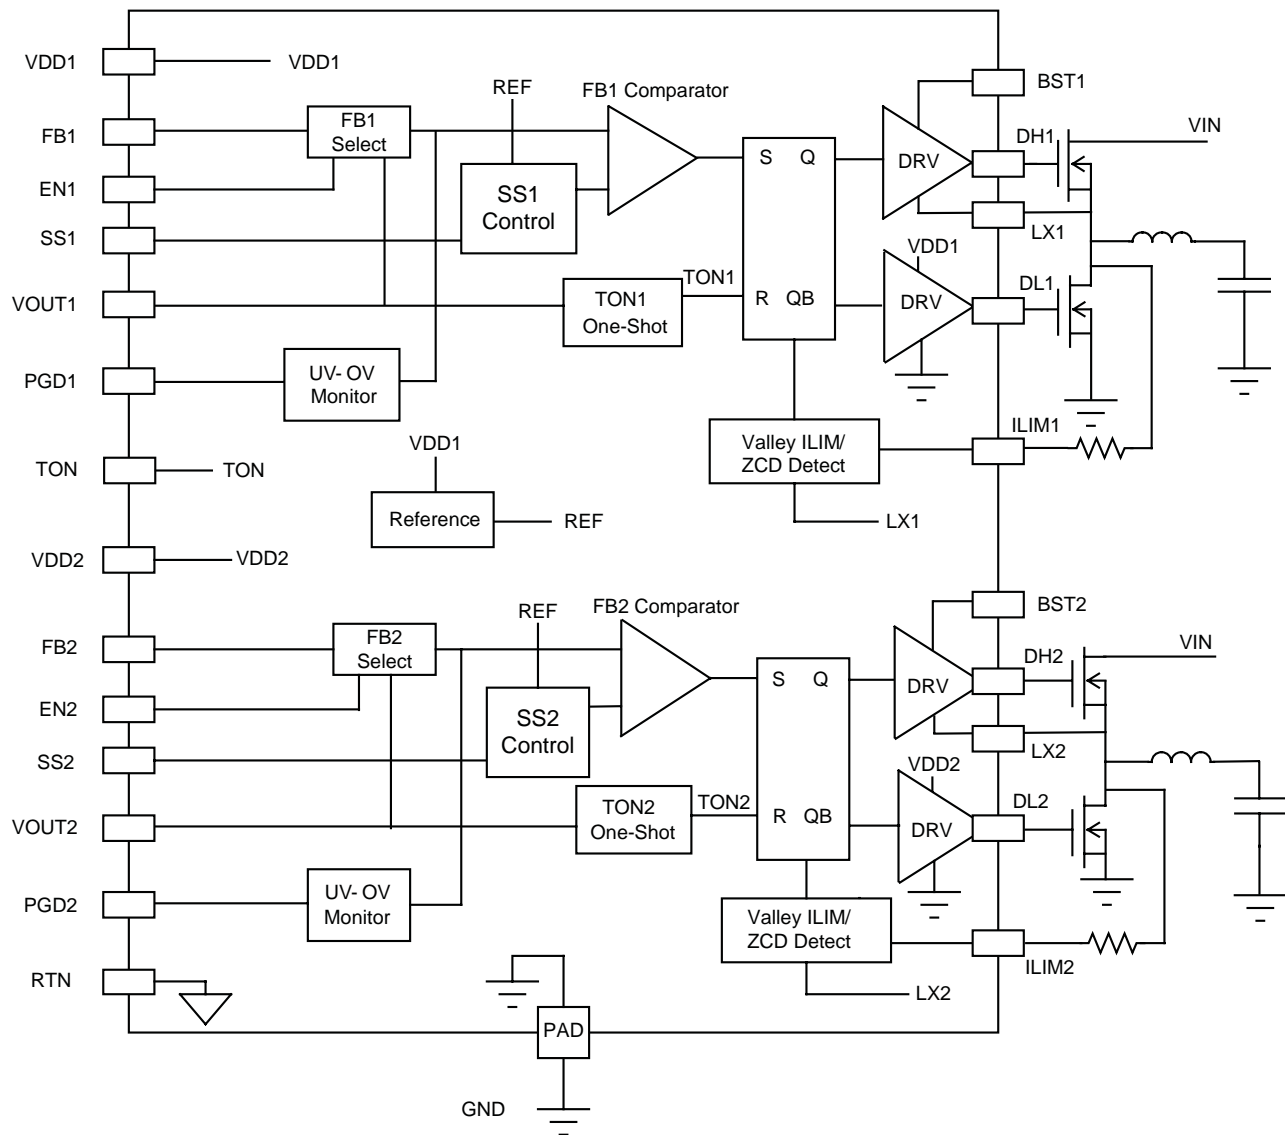 VDD1
VDD1
BST1
REF
FB1 Comparator
FB1
FB1
Select
DH1
VIN
S Q
DRV
EN1
SS1
Control
SS1
LX1
VDD1
VOUT1
TON1
One-Shot
TON1
R QB
DRV
DL1
PGD1
UV- OV
Monitor
ILIM1
VDD1
Valley ILIM/
ZCD Detect
TON
TON
Reference
REF
LX1
VDD2
VDD2
BST2
REF
FB2 Comparator
FB2
FB2
Select
DH2
VIN
S Q
DRV
EN2
SS2
Control
SS2
LX2
VDD2
VOUT2
TON2
One-Shot
TON2
R QB
DRV
DL2
PGD2
UV- OV
Monitor
Valley ILIM/
ZCD Detect
ILIM2
RTN
LX2
PAD
GND